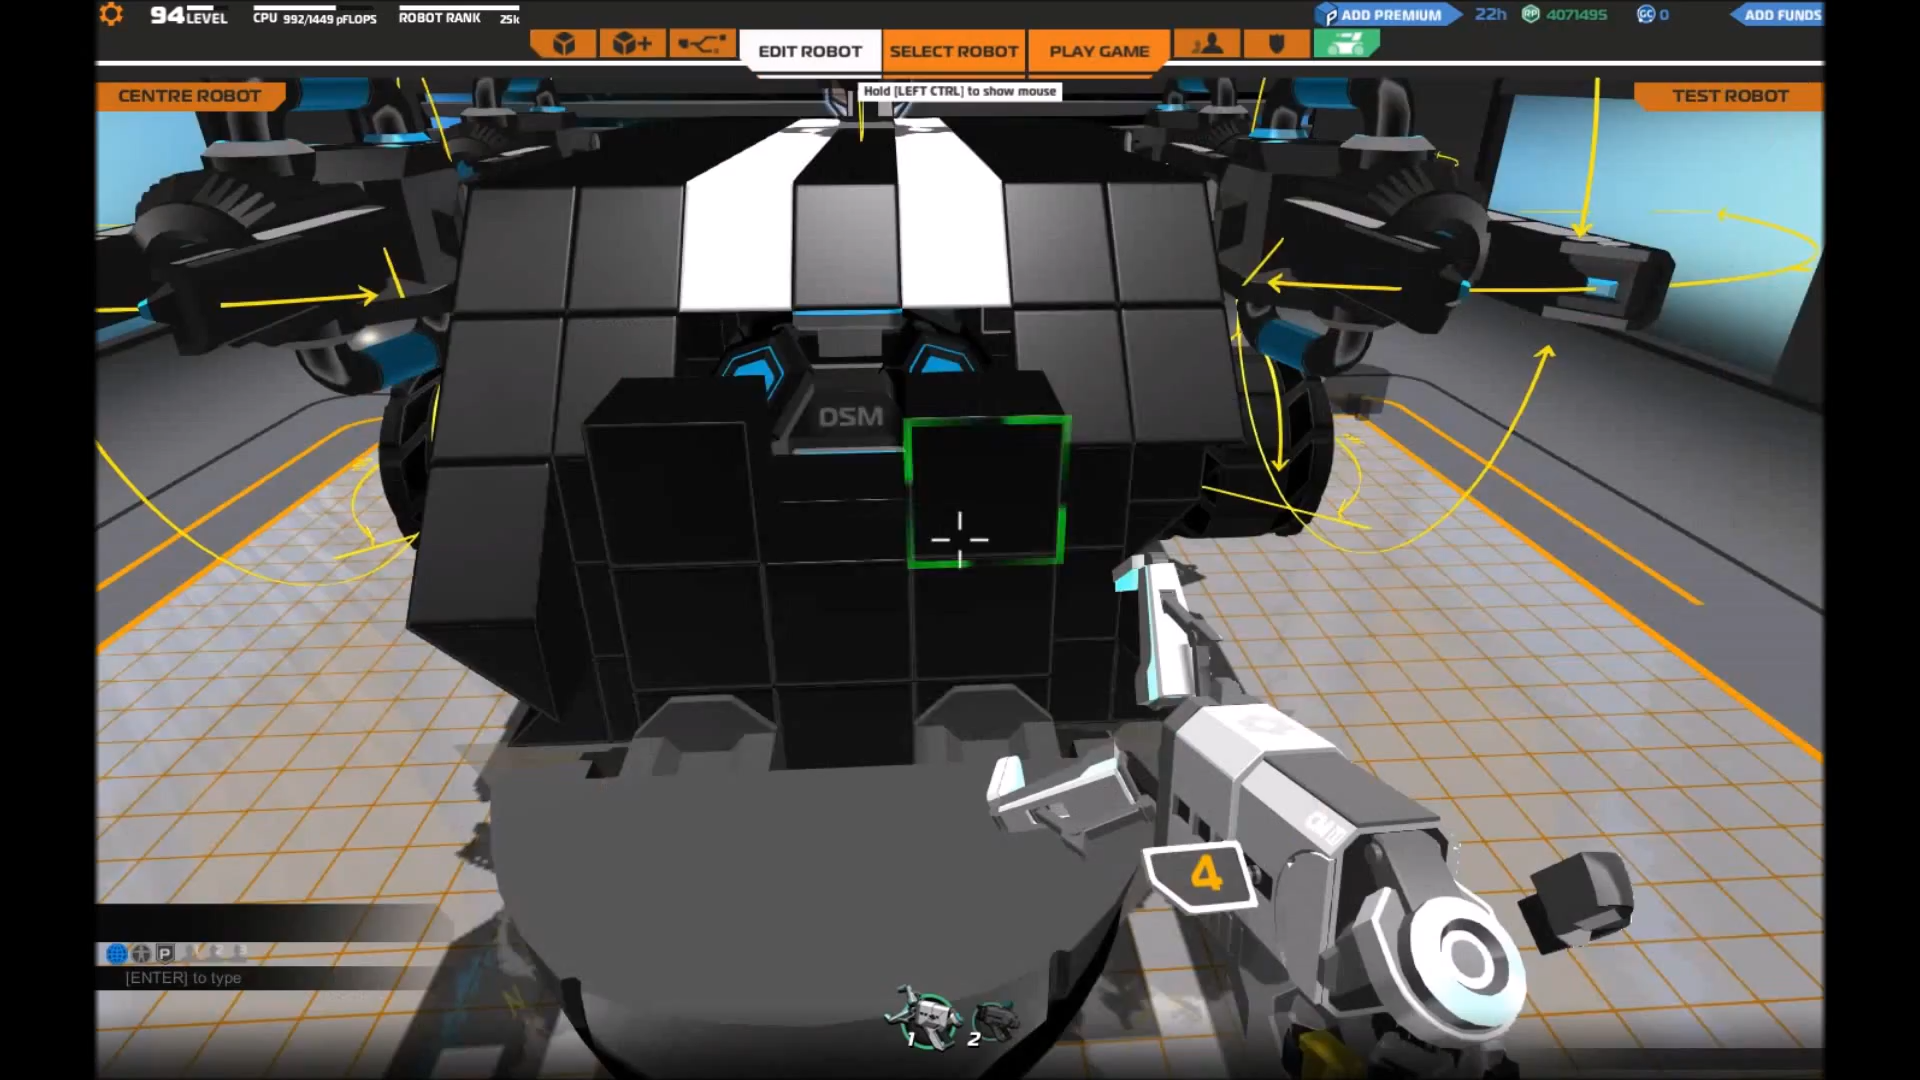 94 LEVEL
CPU 992/1449 pFLOPS
ROBOT RANK 25k
ADD PREMIUM
22h
RP 4071495
GC 0
ADD FUNDS
EDIT ROBOT
SELECT ROBOT
PLAY GAME
Hold [LEFT CTRL] to show mouse
CENTRE ROBOT
TEST ROBOT
DSM
4
P
[ENTER] to type
1
2